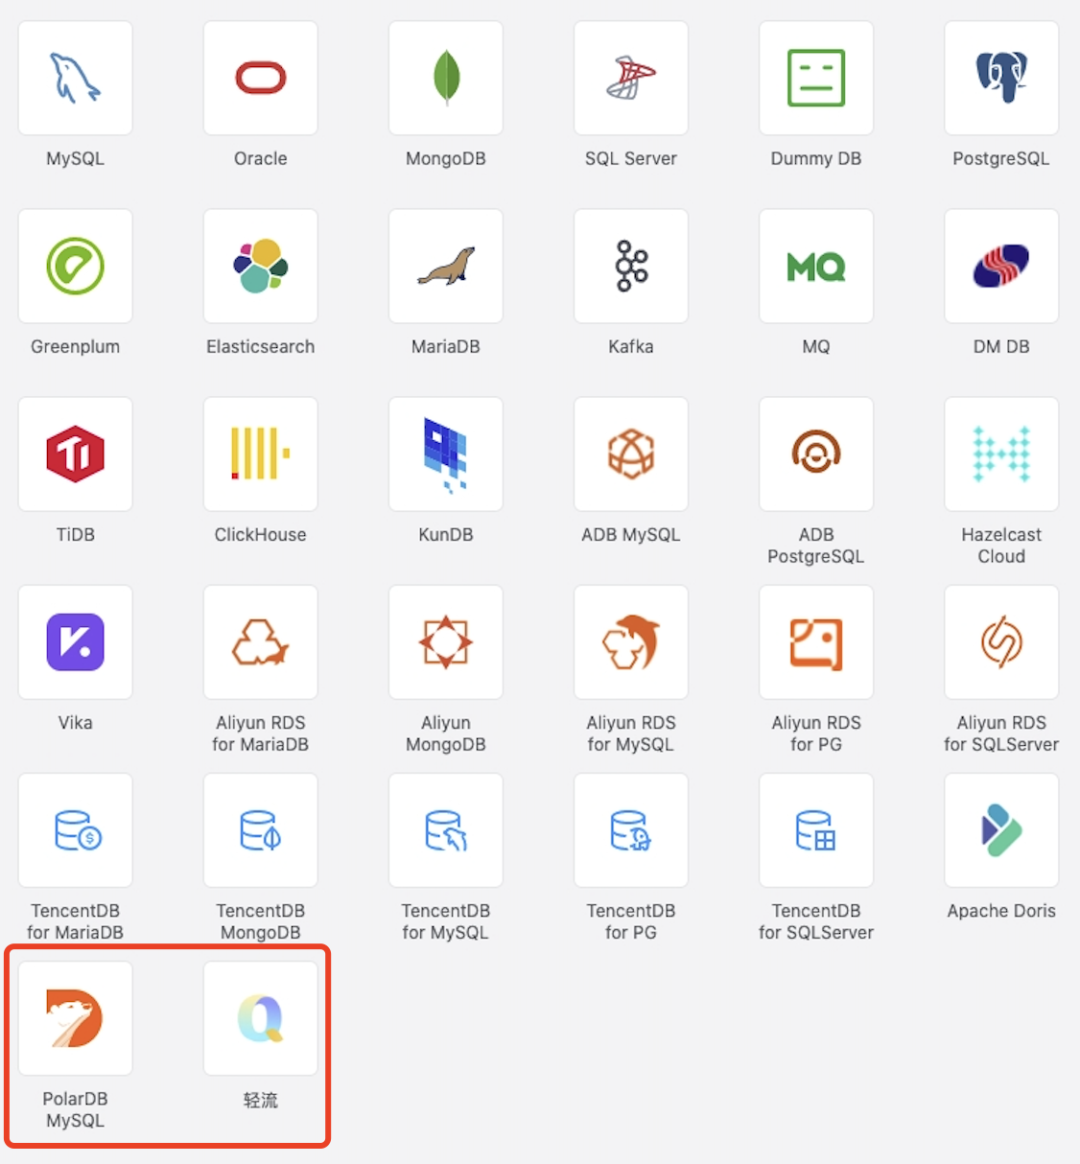 MySQL
Oracle
MongoDB
SQL Server
Dummy DB
PostgreSQL
Greenplum
Elasticsearch
MariaDB
Kafka
MQ
MQ
DM DB
TiDB
ClickHouse
KunDB
ADB MySQL
ADB
PostgreSQL
Hazelcast
Cloud
Vika
Aliyun RDS
for MariaDB
Aliyun
MongoDB
Aliyun RDS
for MySQL
Aliyun RDS
for PG
Aliyun RDS
for SQLServer
TencentDB
for MariaDB
TencentDB
MongoDB
TencentDB
for MySQL
TencentDB
for PG
TencentDB
for SQLServer
Apache Doris
PolarDB
MySQL
轻流